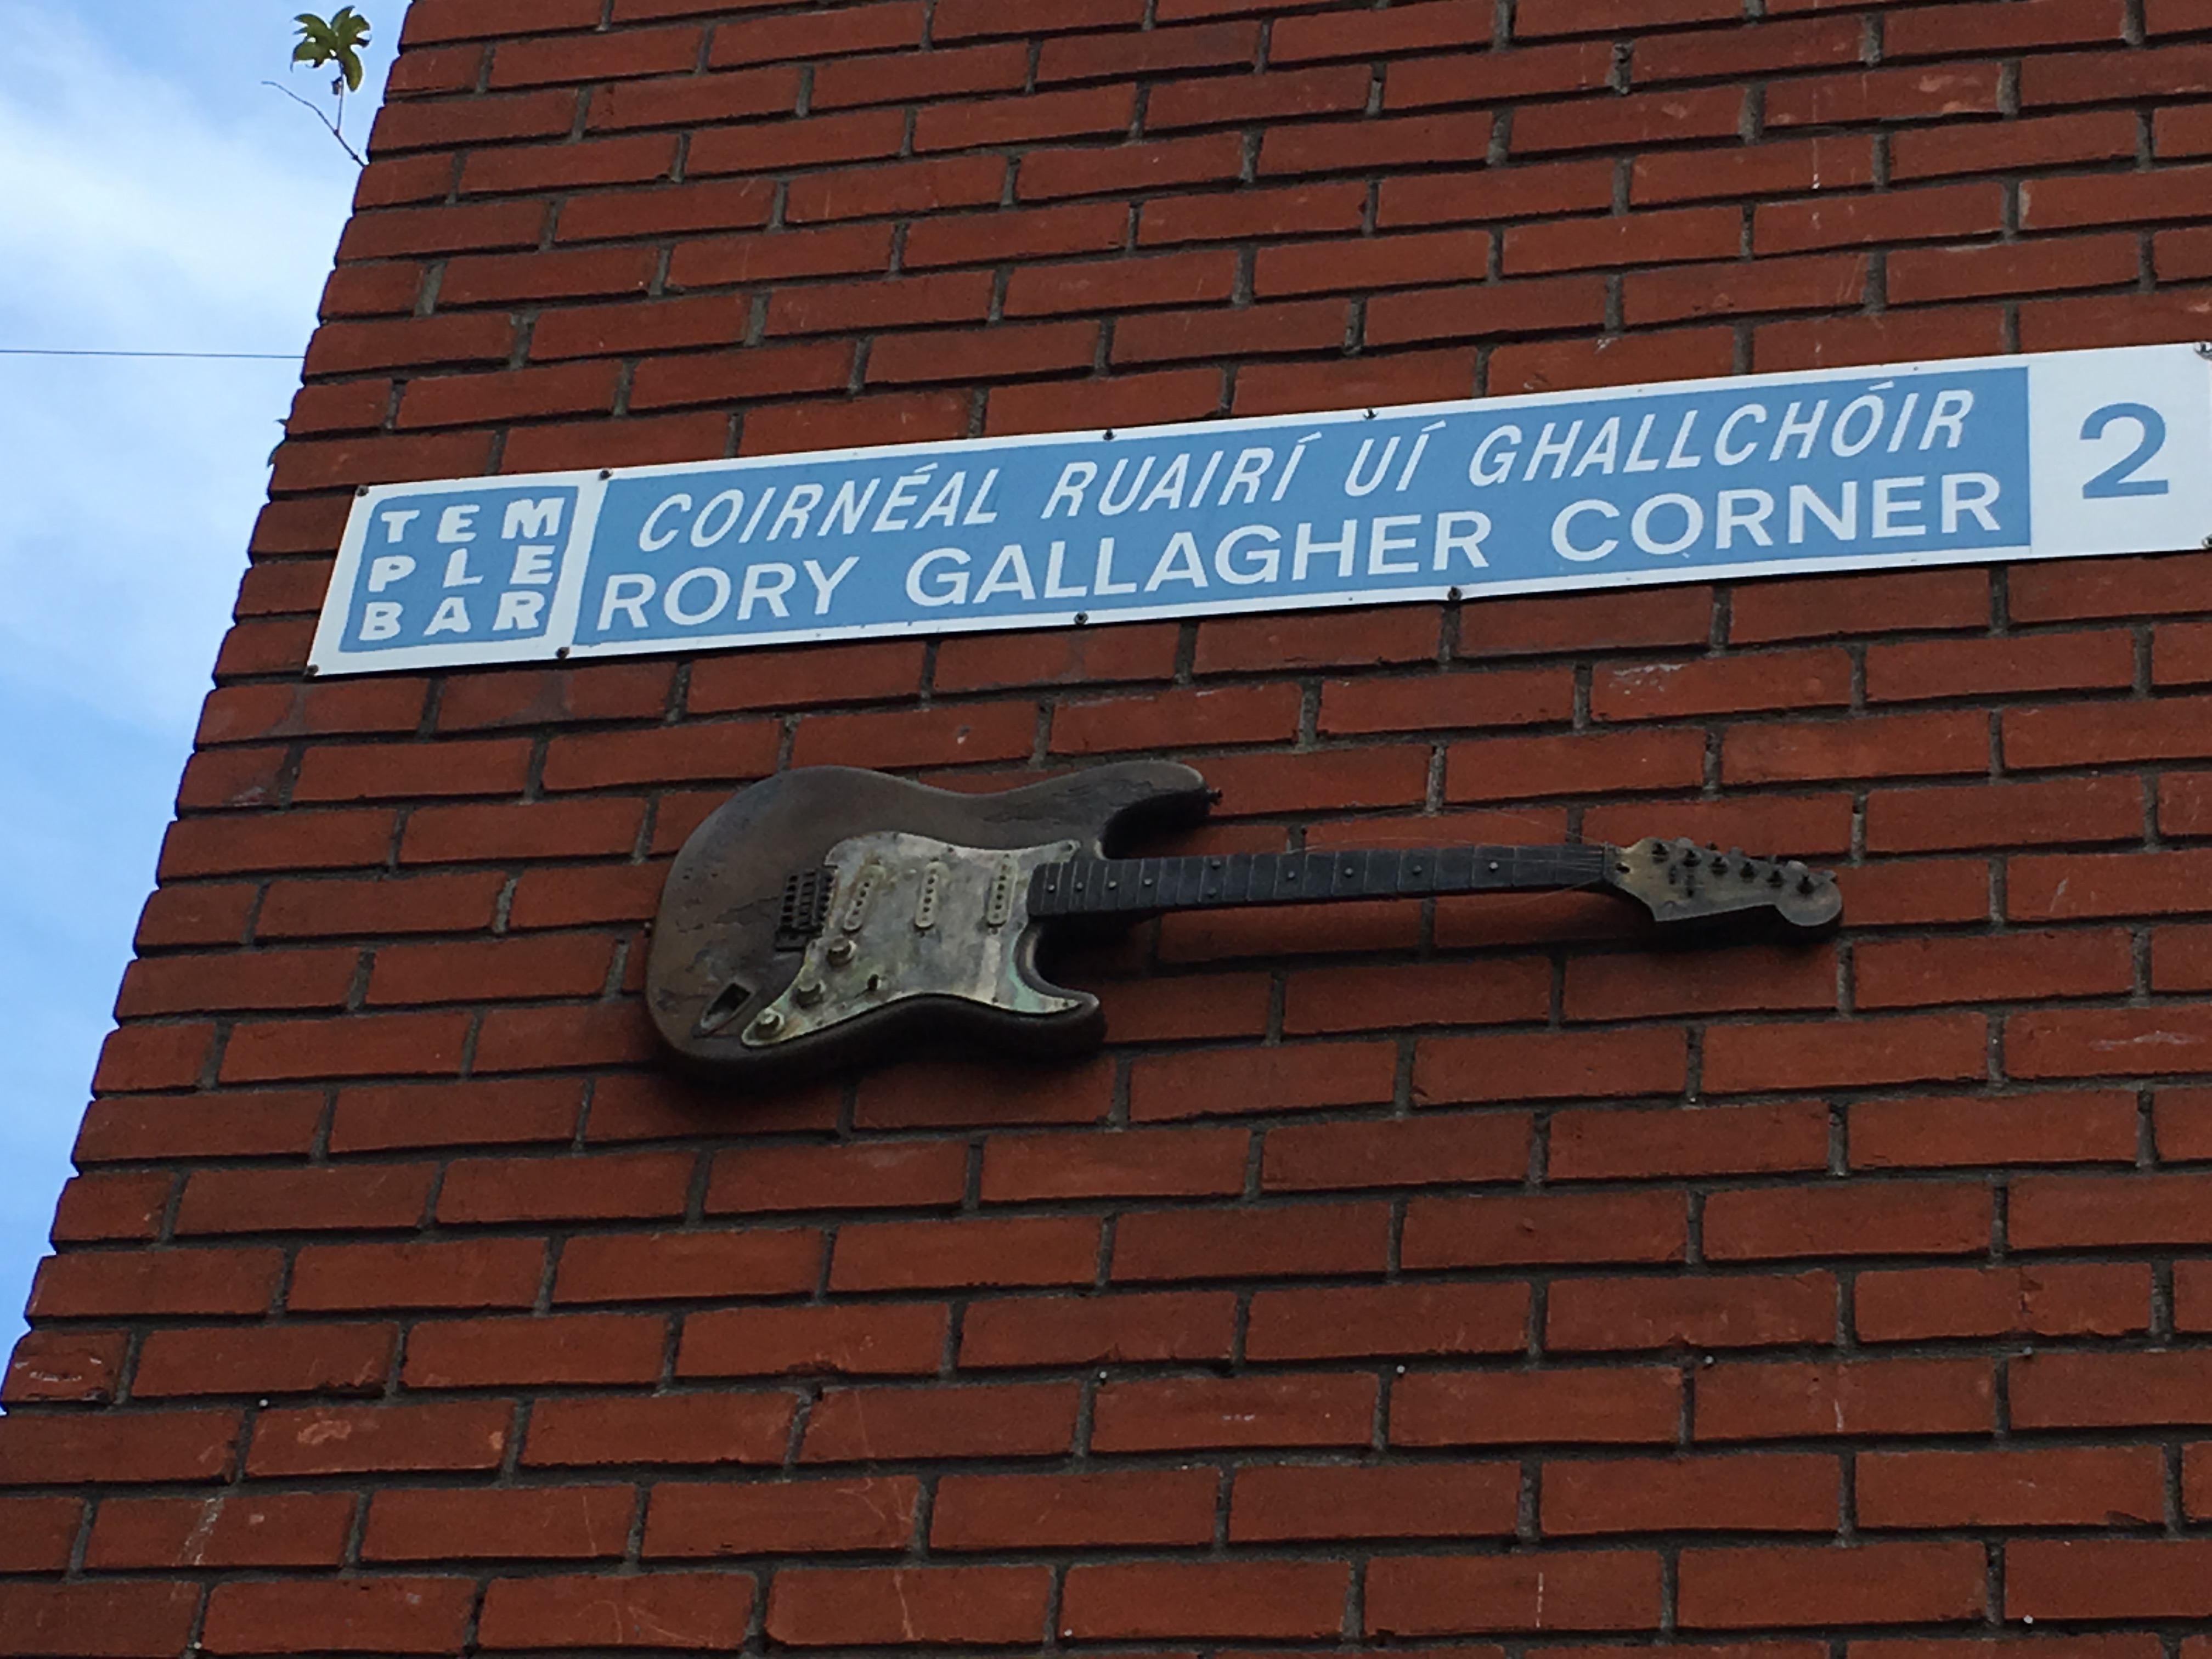 TEM
PLE
BAR
COIRNÉAL RUAIRÍ UÍ GHALLCHÓIR
RORY GALLAGHER CORNER
2